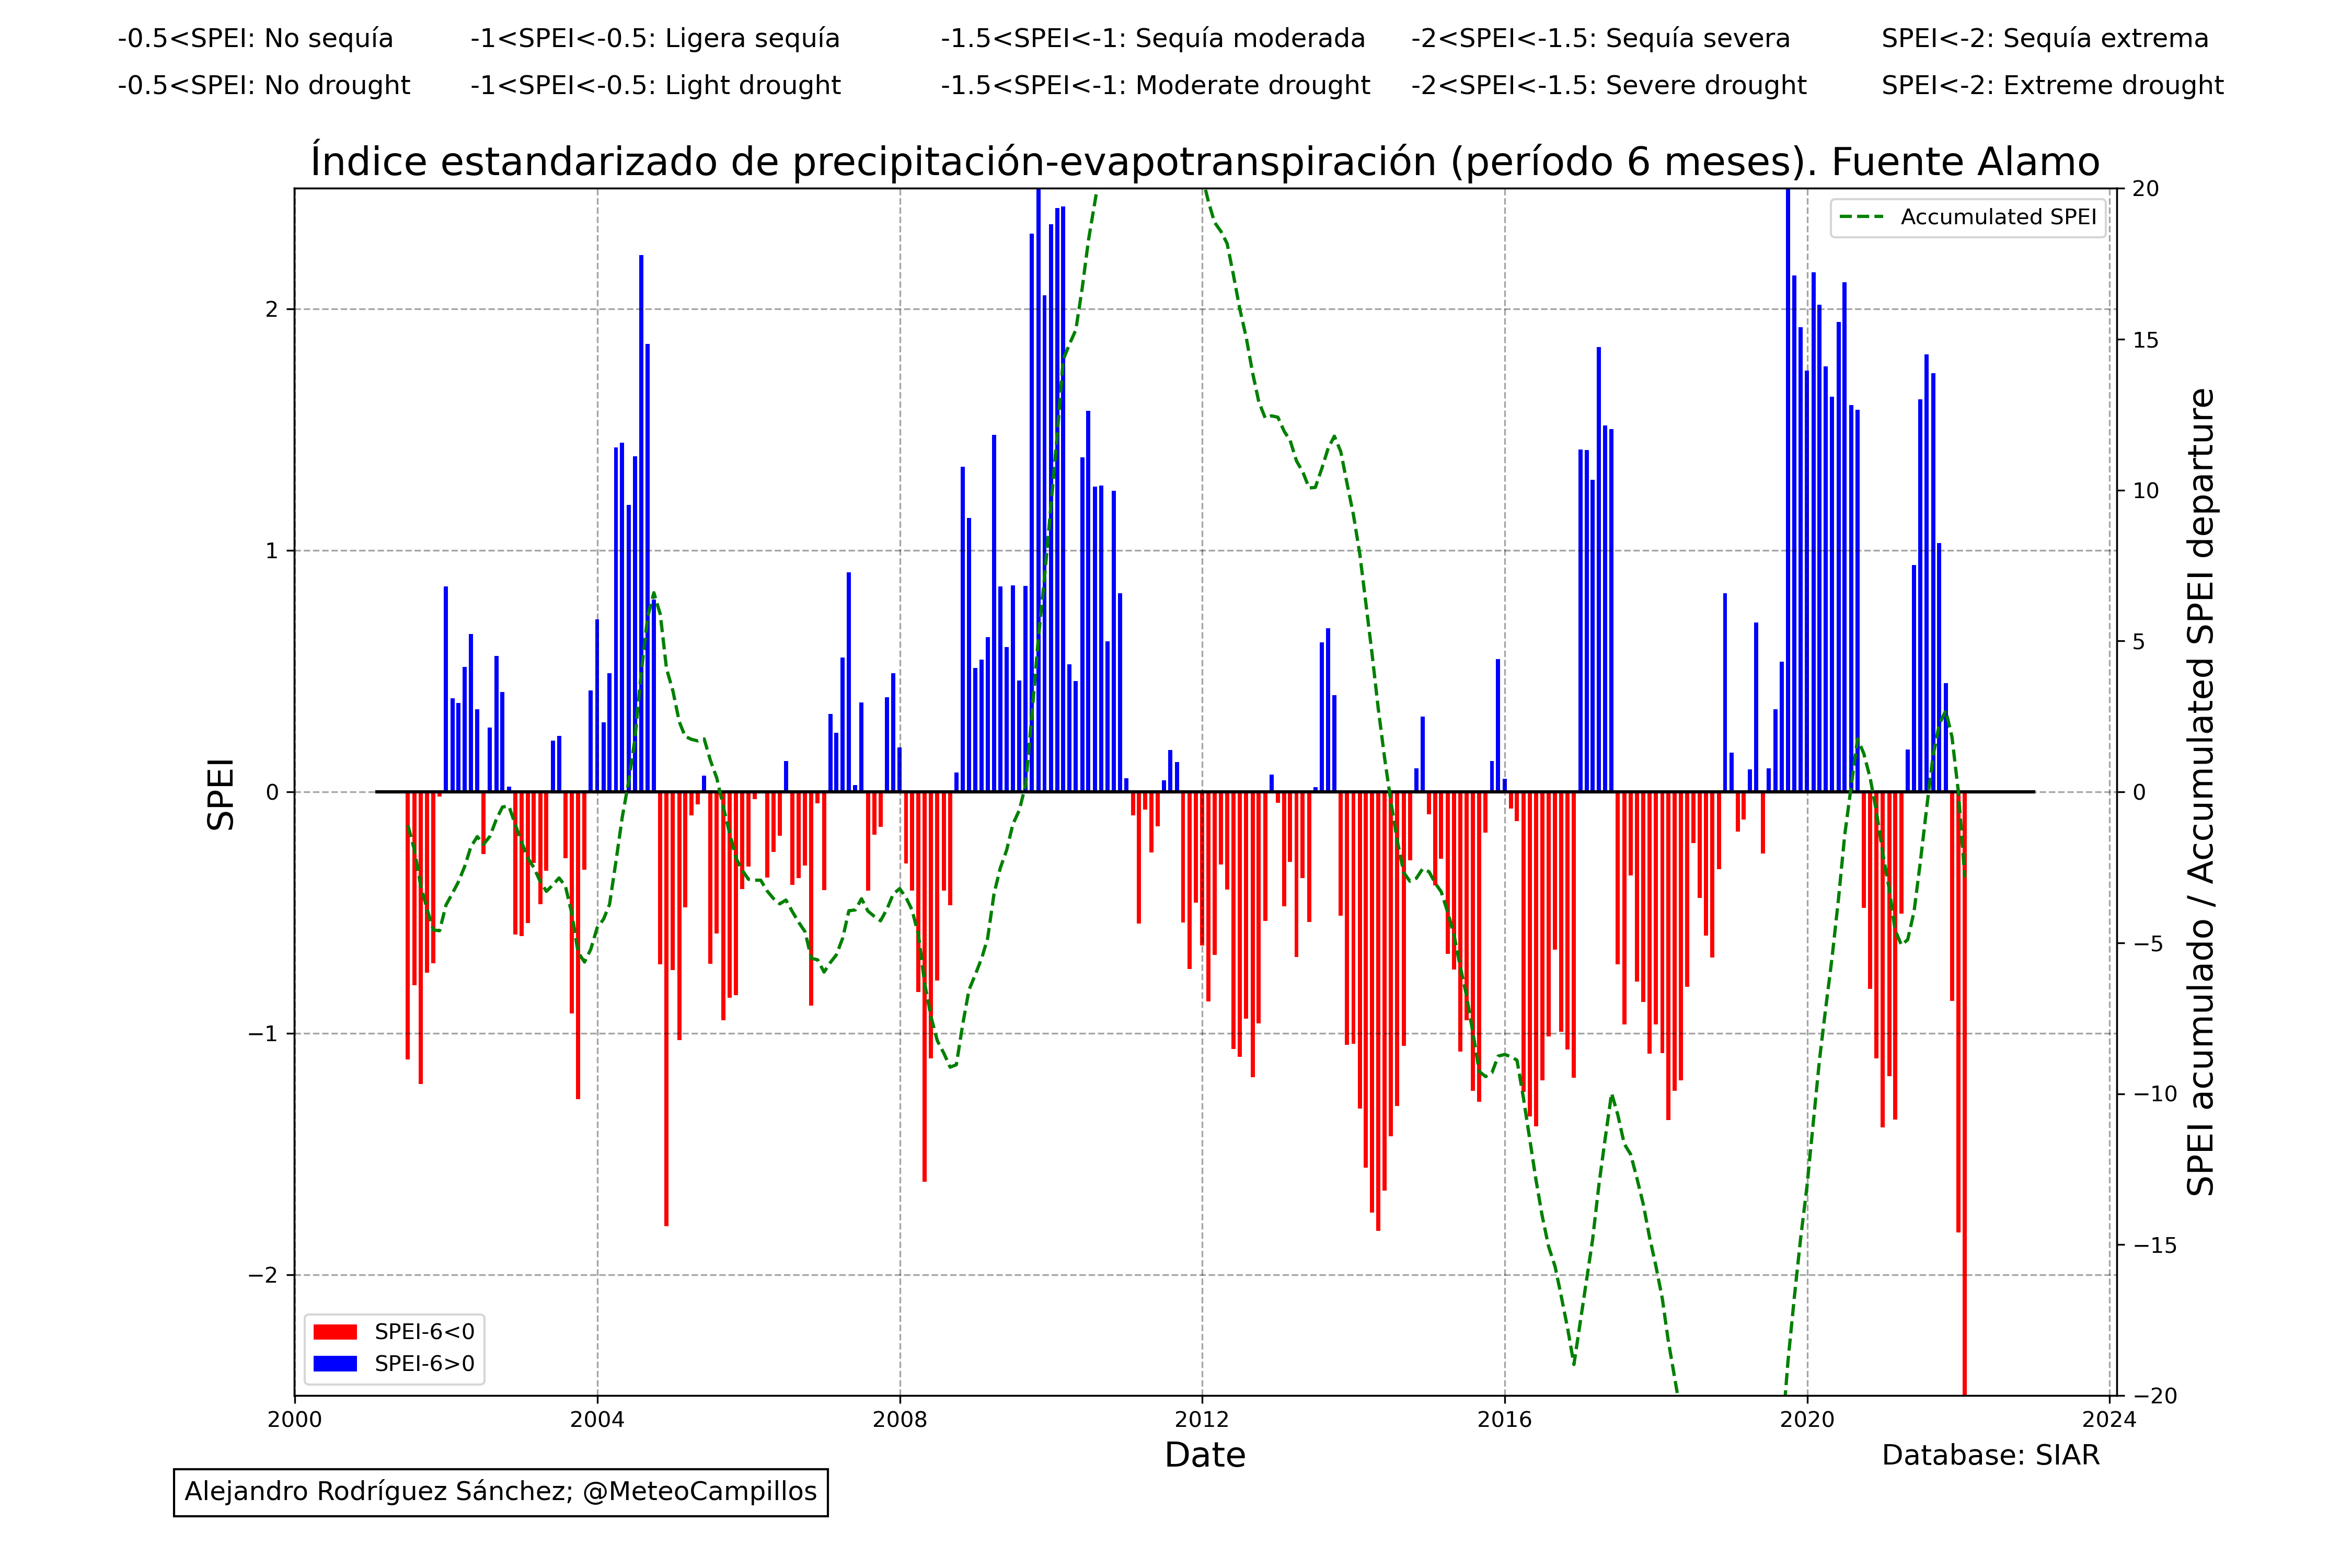 -0.5<SPEI: No sequía -1<SPEI<-0.5: Ligera sequía -1.5<SPEI<-1: Sequía moderada -2<SPEI<-1.5: Sequía severa SPEI<-2: Sequía extrema
-0.5<SPEI: No drought -1<SPEI<-0.5: Light drought -1.5<SPEI<-1: Moderate drought -2<SPEI<-1.5: Severe drought SPEI<-2: Extreme drought
Índice estandarizado de precipitación-evapotranspiración (período 6 meses). Fuente Alamo
Accumulated SPEI
SPEI
2
1
0
−1
−2
20
15
10
5
0
−5
−10
−15
−20
SPEI acumulado / Accumulated SPEI departure
SPEI-6<0
SPEI-6>0
2000 2004 2008 2012 2016 2020 2024
Date
Database: SIAR
Alejandro Rodríguez Sánchez; @MeteoCampillos